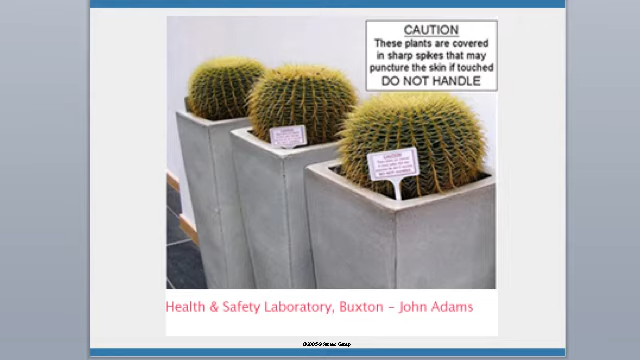 CAUTION
These plants are covered
in sharp spikes that may
puncture the skin if touched
DO NOT HANDLE
CAUTION
Health & Safety Laboratory, Buxton – John Adams